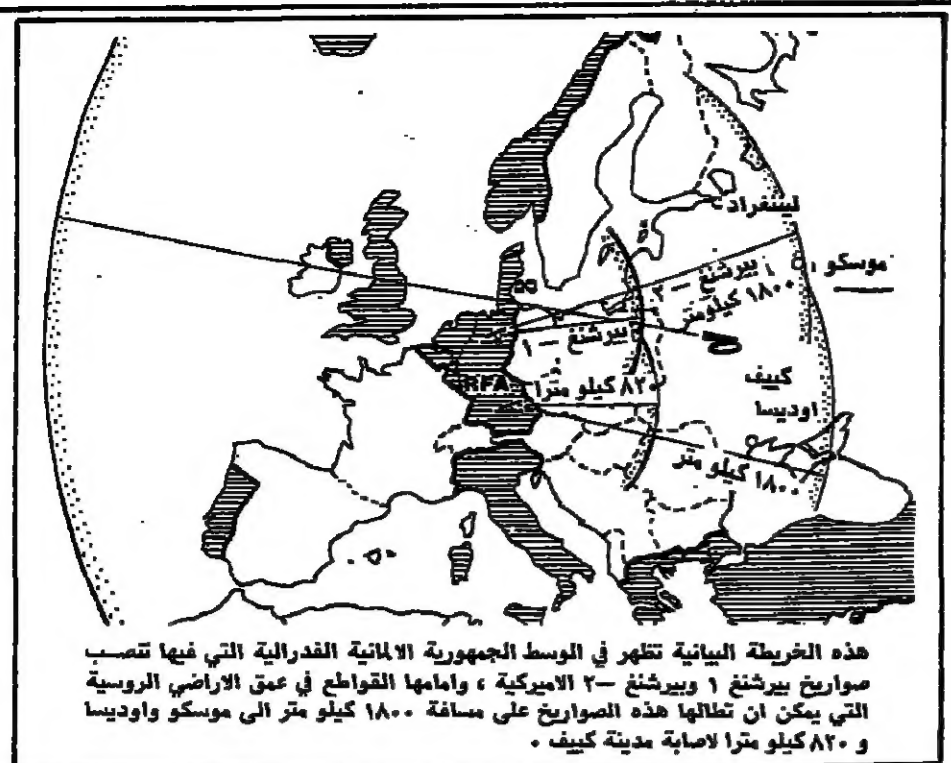 لينينغراد
موسكو
بيرشنغ – ٢
١٨٠٠ كيلومتر
بيرشنغ – ١
RFA
٨٢٠ كيلو مترا
كييف
اوديسا
١٨٠٠ كيلو متر
هذه الخريطة البيانية تظهر في الوسط الجمهورية الالمانية الفدرالية التي فيها تنصب
صواريخ بيرشنغ ١ وبيرشنغ –٢ الاميركية ، وامامها القواطع في عمق الاراضي الروسية
التي يمكن ان تطالها هذه الصواريخ على مسافة ١٨٠٠ كيلو متر الى موسكو واوديسا
و ٨٢٠ كيلو مترا لاصابة مدينة كييف .